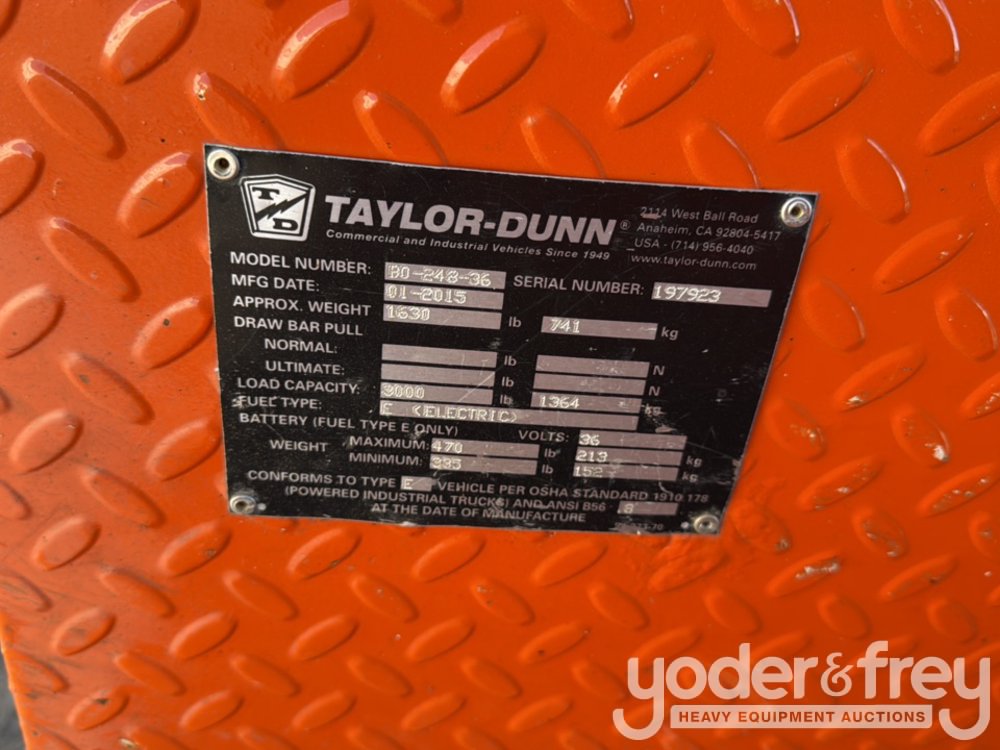 TD
TAYLOR-DUNN®
Commercial and Industrial Vehicles Since 1949
2114 West Ball Road
Anaheim, CA 92804-5417
USA - (714) 956-4040
www.taylor-dunn.com
MODEL NUMBER: B0-248-36 SERIAL NUMBER: 197923
MFG DATE: 01-2015
APPROX. WEIGHT 1630 lb 741 kg
DRAW BAR PULL
NORMAL: lb N
ULTIMATE: lb N
LOAD CAPACITY: 3000 lb 1364 kg
FUEL TYPE: E (ELECTRIC)
BATTERY (FUEL TYPE E ONLY) VOLTS: 36
WEIGHT MAXIMUM: 470 lb 213 kg
MINIMUM: 335 lb 152 kg
CONFORMS TO TYPE E VEHICLE PER OSHA STANDARD 1910.178
(POWERED INDUSTRIAL TRUCKS) AND ANSI B56 8
AT THE DATE OF MANUFACTURE
yoder&frey
HEAVY EQUIPMENT AUCTIONS